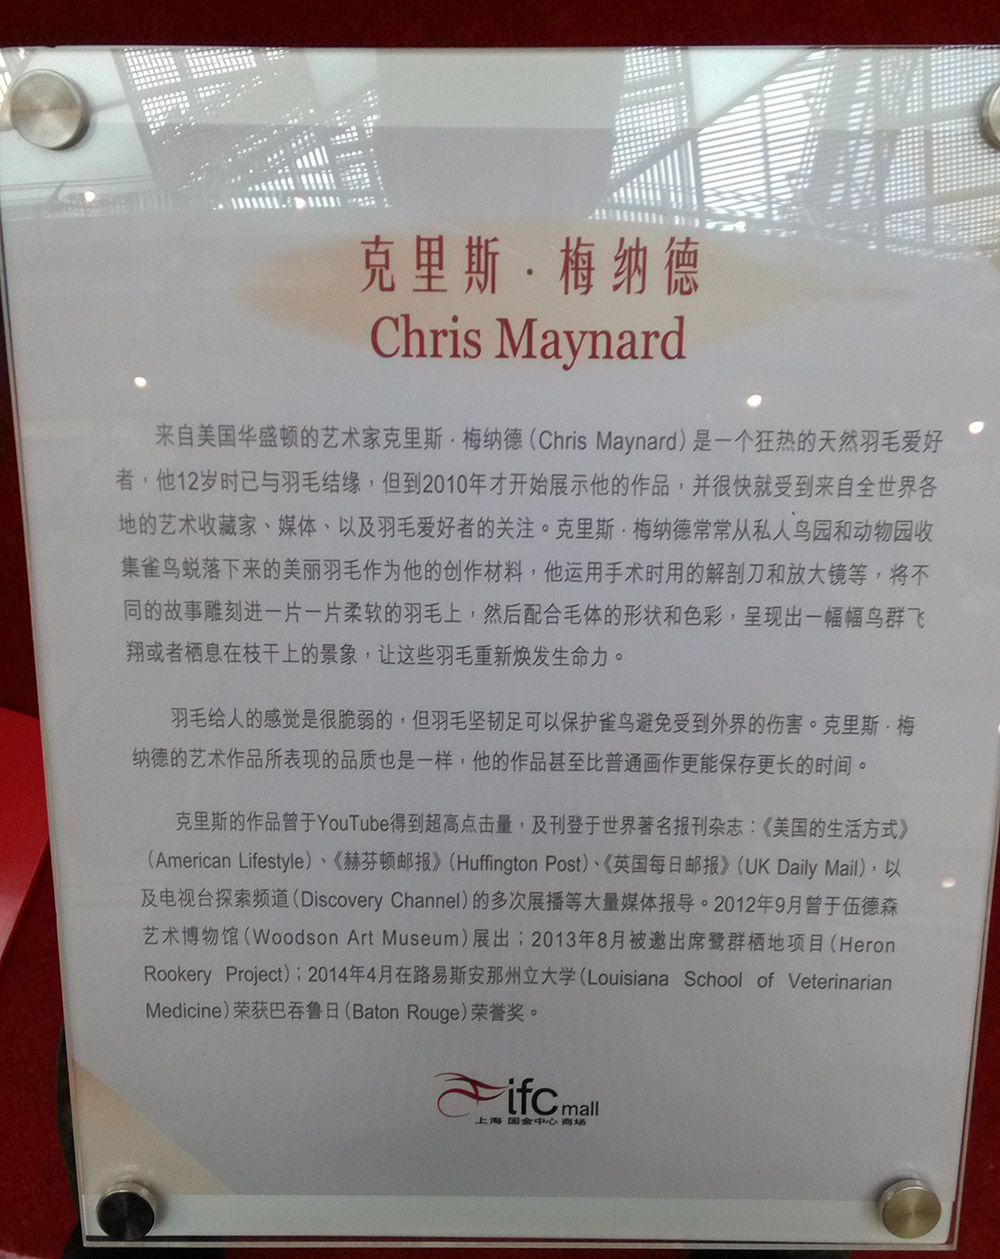 克里斯·梅纳德
Chris Maynard
来自美国华盛顿的艺术家克里斯·梅纳德（Chris Maynard）是一个狂热的天然羽毛爱好
者，他12岁时已与羽毛结缘，但到2010年才开始展示他的作品，并很快就受到来自全世界各
地的艺术收藏家、媒体、以及羽毛爱好者的关注。克里斯·梅纳德常常从私人鸟园和动物园收
集雀鸟蜕落下来的美丽羽毛作为他的创作材料，他运用手术时用的解剖刀和放大镜等，将不
同的故事雕刻进一片一片柔软的羽毛上，然后配合毛体的形状和色彩，呈现出一幅幅鸟群飞
翔或者栖息在枝干上的景象，让这些羽毛重新焕发生命力。
羽毛给人的感觉是很脆弱的，但羽毛坚韧足可以保护雀鸟避免受到外界的伤害。克里斯·梅
纳德的艺术作品所表现的品质也是一样，他的作品甚至比普通画作更能保存更长的时间。
克里斯的作品曾于YouTube得到超高点击量，及刊登于世界著名报刊杂志：《美国的生活方式》
（American Lifestyle）、《赫芬顿邮报》（Huffington Post）、《英国每日邮报》（UK Daily Mail），以
及电视台探索频道（Discovery Channel）的多次展播等大量媒体报导。2012年9月曾于伍德森
艺术博物馆（Woodson Art Museum）展出；2013年8月被邀出席鹭群栖地项目（Heron
Rookery Project）；2014年4月在路易斯安那州立大学（Louisiana School of Veterinarian
Medicine）荣获巴吞鲁日（Baton Rouge）荣誉奖。
ifc mall
上海 国金中心 商场